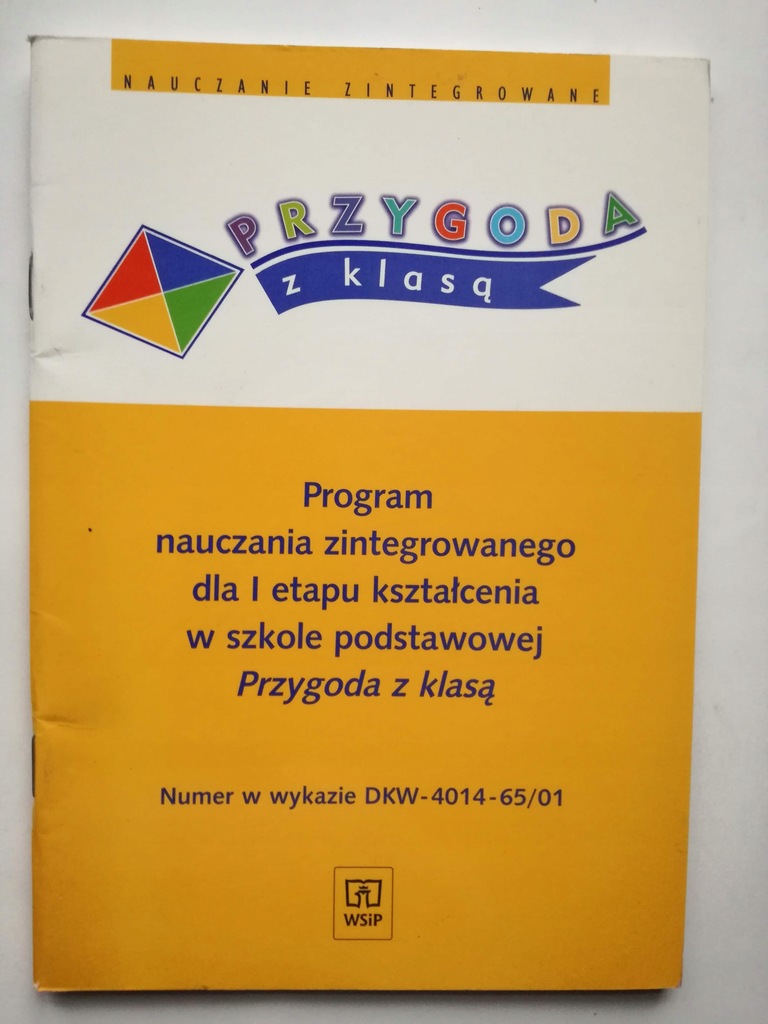 NAUCZANIE ZINTEGROWANE
PRZYGODA
z klasą
Program
nauczania zintegrowanego
dla I etapu kształcenia
w szkole podstawowej
Przygoda z klasą
Numer w wykazie DKW-4014-65/01
WSiP